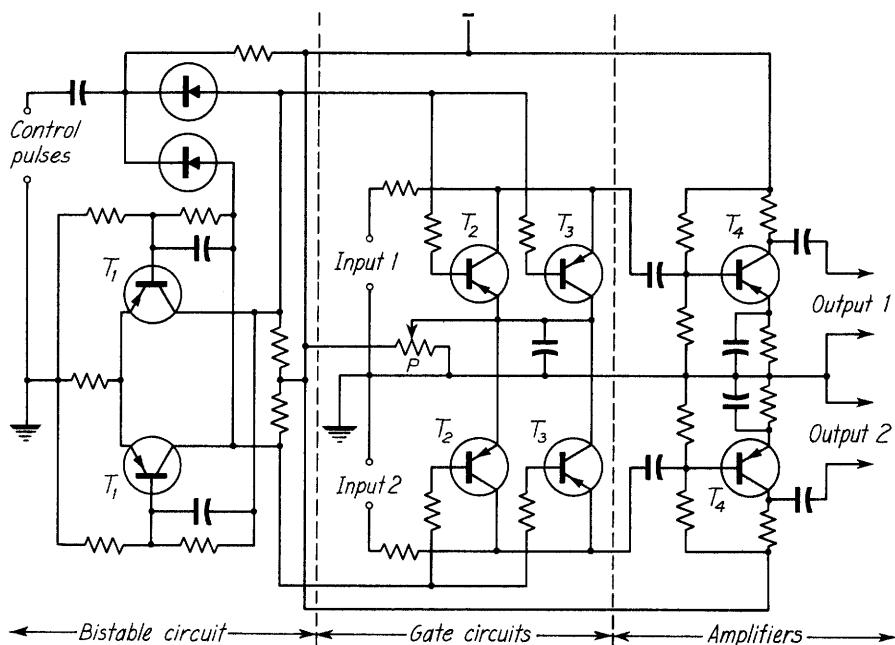 −
Control
pulses
T₂
T₃
T₄
T₁
Input 1
Output 1
P
T₂
T₃
Output 2
T₁
Input 2
T₄
Bistable circuit
Gate circuits
Amplifiers